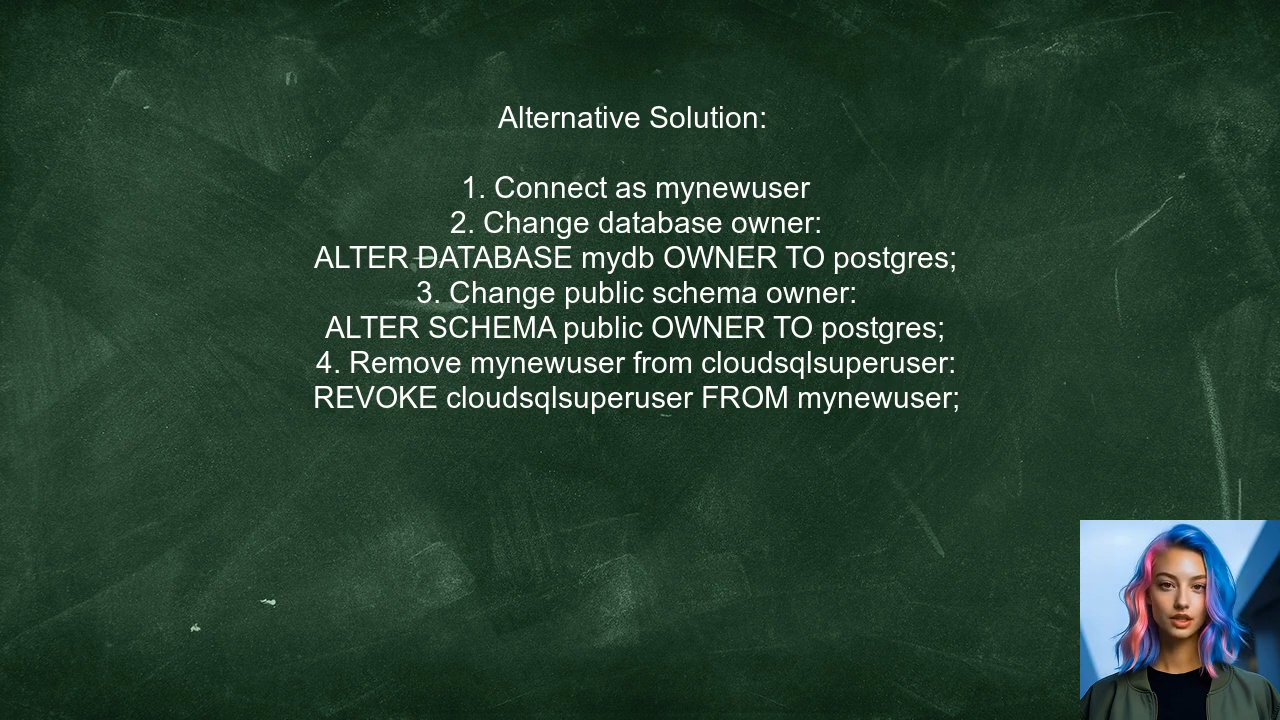 Alternative Solution:
1. Connect as mynewuser
2. Change database owner:
ALTER DATABASE mydb OWNER TO postgres;
3. Change public schema owner:
ALTER SCHEMA public OWNER TO postgres;
4. Remove mynewuser from cloudsqlsuperuser:
REVOKE cloudsqlsuperuser FROM mynewuser;